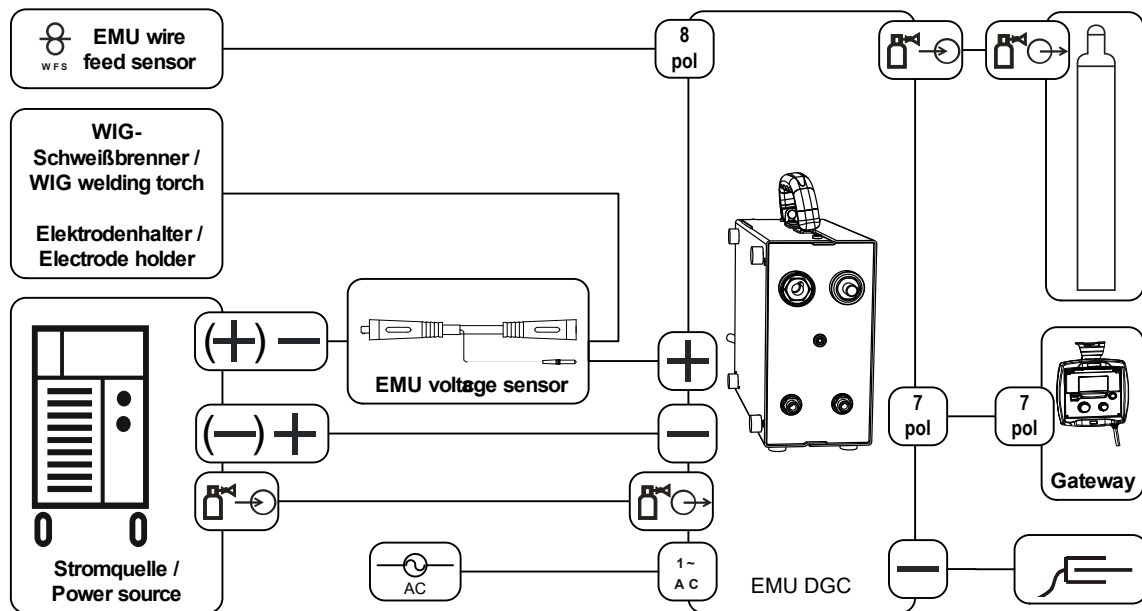 EMU wire
feed sensor
WFS
8
pol
WIG-
Schweißbrenner /
WIG welding torch
Elektrodenhalter /
Electrode holder
(+) −
EMU voltage sensor
+
(−) +
−
7
pol
7
pol
Gateway
Stromquelle /
Power source
AC
1~
AC
EMU DGC
−